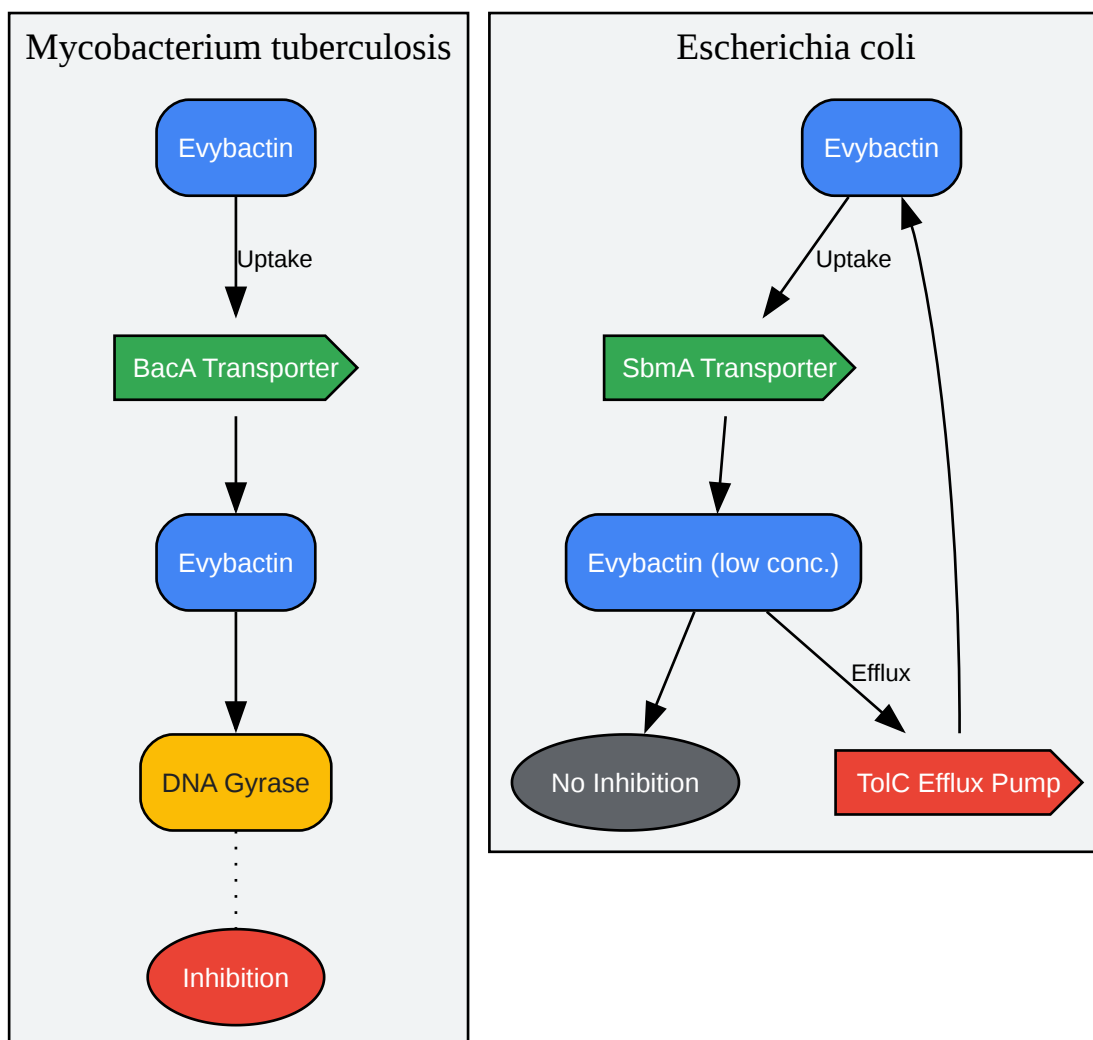 Mycobacterium tuberculosis
Evybactin
Uptake
BacA Transporter
Evybactin
DNA Gyrase
Inhibition
Escherichia coli
Evybactin
Uptake
SbmA Transporter
Evybactin (low conc.)
Efflux
No Inhibition
TolC Efflux Pump